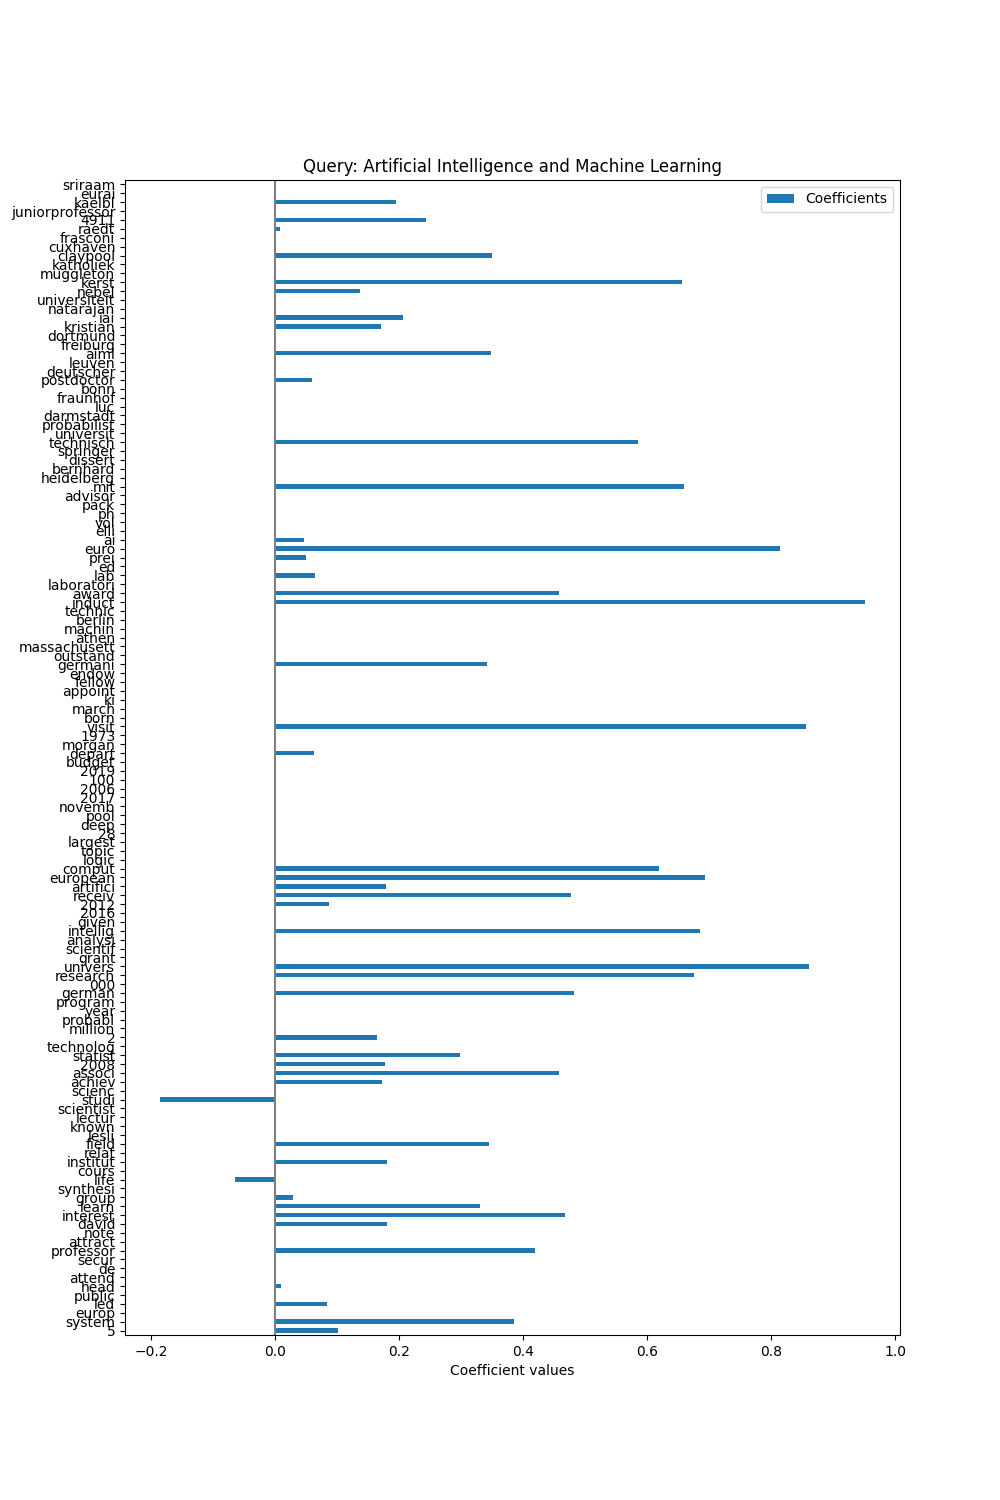 Query: Artificial Intelligence and Machine Learning
Coefficients
sriraam
eurai
kaelbl
juniorprofessor
4911
raedt
frasconi
cuxhaven
claypool
katholiek
muggleton
kerst
nebel
universiteit
natarajan
iai
kristian
dortmund
freiburg
aiml
leuven
deutscher
postdoctor
bonn
fraunhof
luc
darmstadt
probabilist
universit
technisch
springer
dissert
bernhard
heidelberg
mit
advisor
pack
ph
vol
elli
ai
euro
prei
ed
lab
laboratori
award
induct
technic
berlin
machin
athen
massachusett
outstand
germani
endow
fellow
appoint
ki
march
born
visit
1973
morgan
depart
budget
2019
100
2006
2017
novemb
pool
deep
28
largest
topic
logic
comput
european
artifici
receiv
2012
2016
given
intellig
analysi
scientif
grant
univers
research
000
german
program
year
probabl
million
2
technolog
statist
2008
associ
achiev
scienc
studi
scientist
lectur
known
lesli
field
relat
institut
cours
life
synthesi
group
learn
interest
david
note
attract
professor
secur
de
attend
head
public
led
europ
system
5
−0.2 0.0 0.2 0.4 0.6 0.8 1.0
Coefficient values